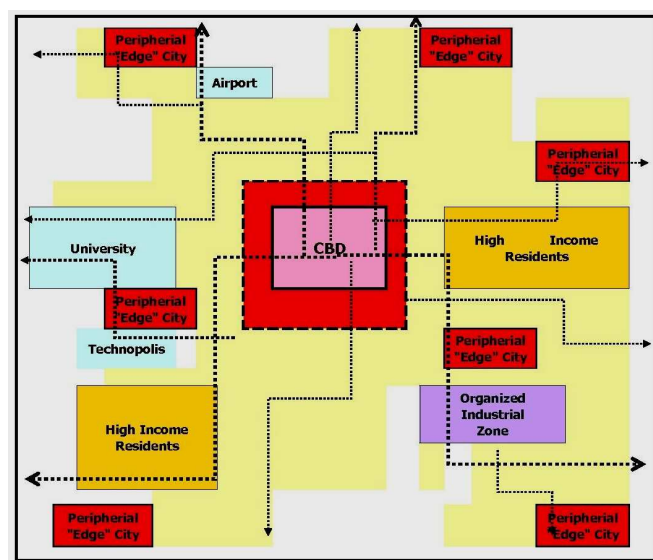 Peripherial
"Edge" City
Peripherial
"Edge" City
Airport
Peripherial
"Edge" City
University
CBD
High Income
Residents
Peripherial
"Edge" City
Technopolis
Peripherial
"Edge" City
High Income
Residents
Organized
Industrial
Zone
Peripherial
"Edge" City
Peripherial
"Edge" City